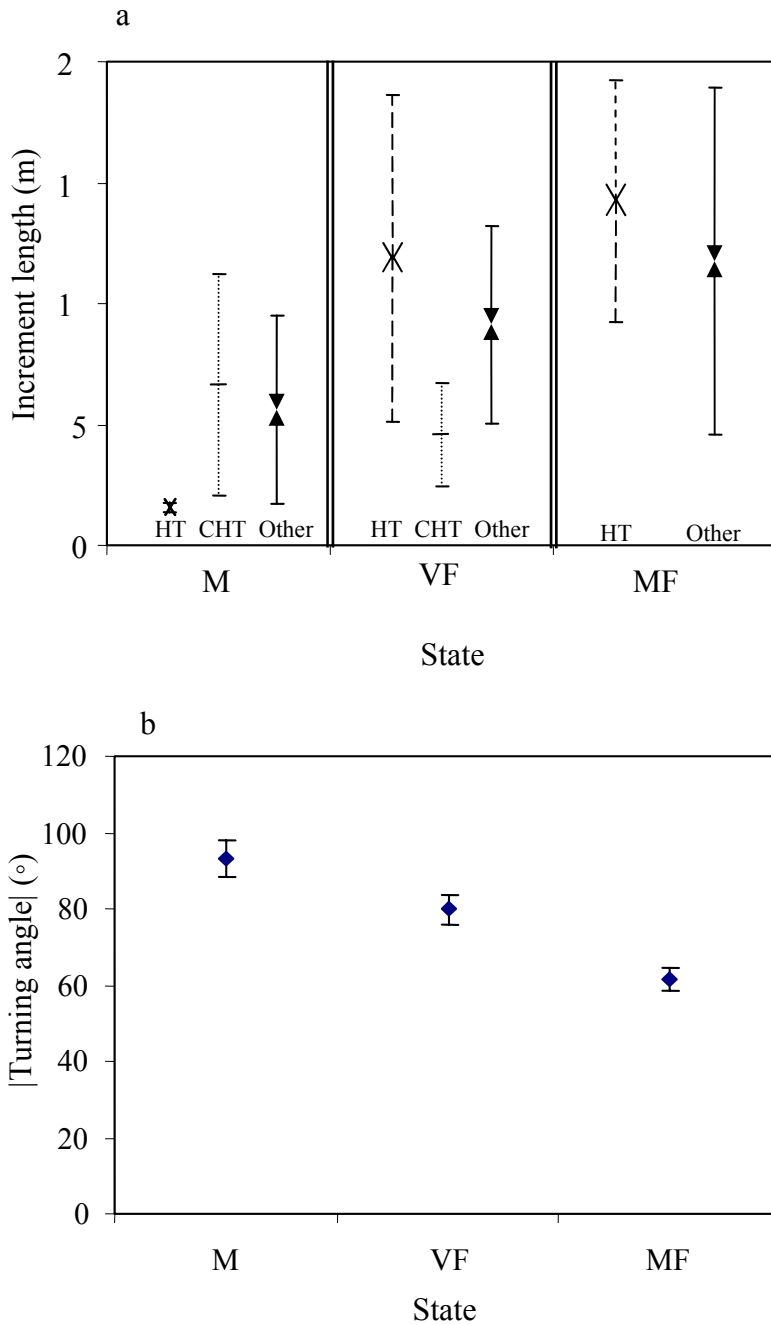 a
Increment length (m)
2
1
1
5
0
HT CHT Other HT CHT Other HT Other
M VF MF
State
b
|Turning angle| (°)
120
100
80
60
40
20
0
M VF MF
State